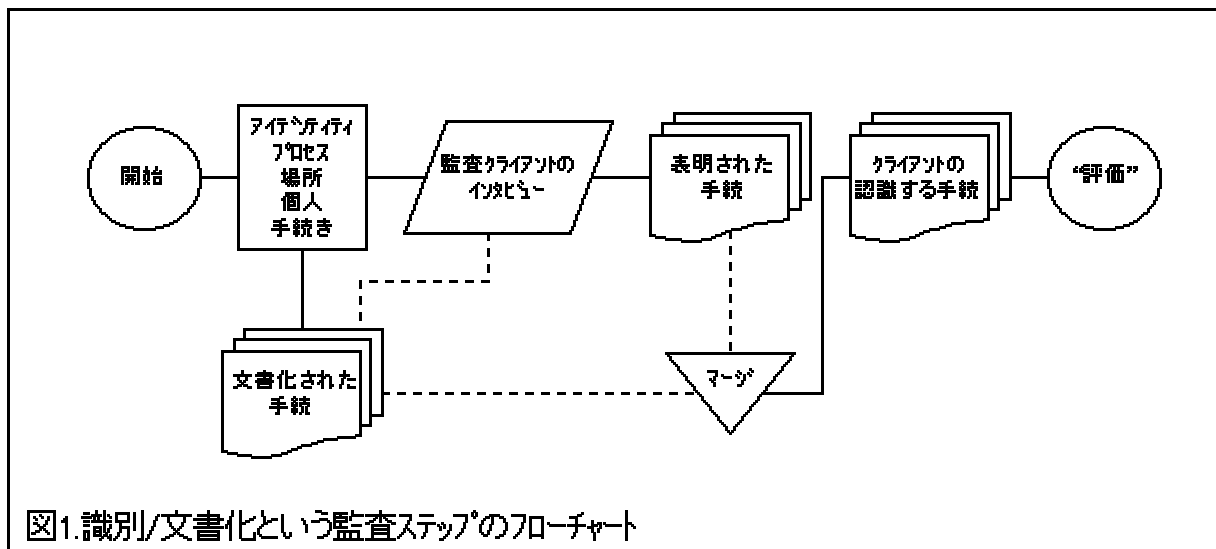 開始
ｱｲﾃﾞﾝﾃｨﾃｨ
ﾌﾟﾛｾｽ
場所
個人
手続き
監査ｸﾗｲｱﾝﾄの
ｲﾝﾀﾋﾞｭｰ
表明された
手続
ｸﾗｲｱﾝﾄの
認識する手続
“評価”
文書化された
手続
ﾏｰｼﾞ
図1.識別/文書化という監査ｽﾃｯﾌﾟのﾌﾛｰﾁｬｰﾄ